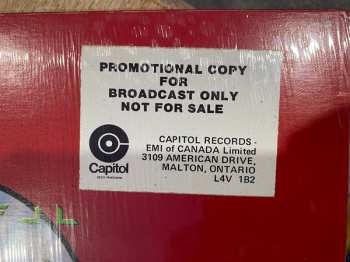 PROMOTIONAL COPY
FOR
BROADCAST ONLY
NOT FOR SALE
Capitol
CAPITOL RECORDS -
EMI of CANADA Limited
3109 AMERICAN DRIVE,
MALTON, ONTARIO
L4V 1B2